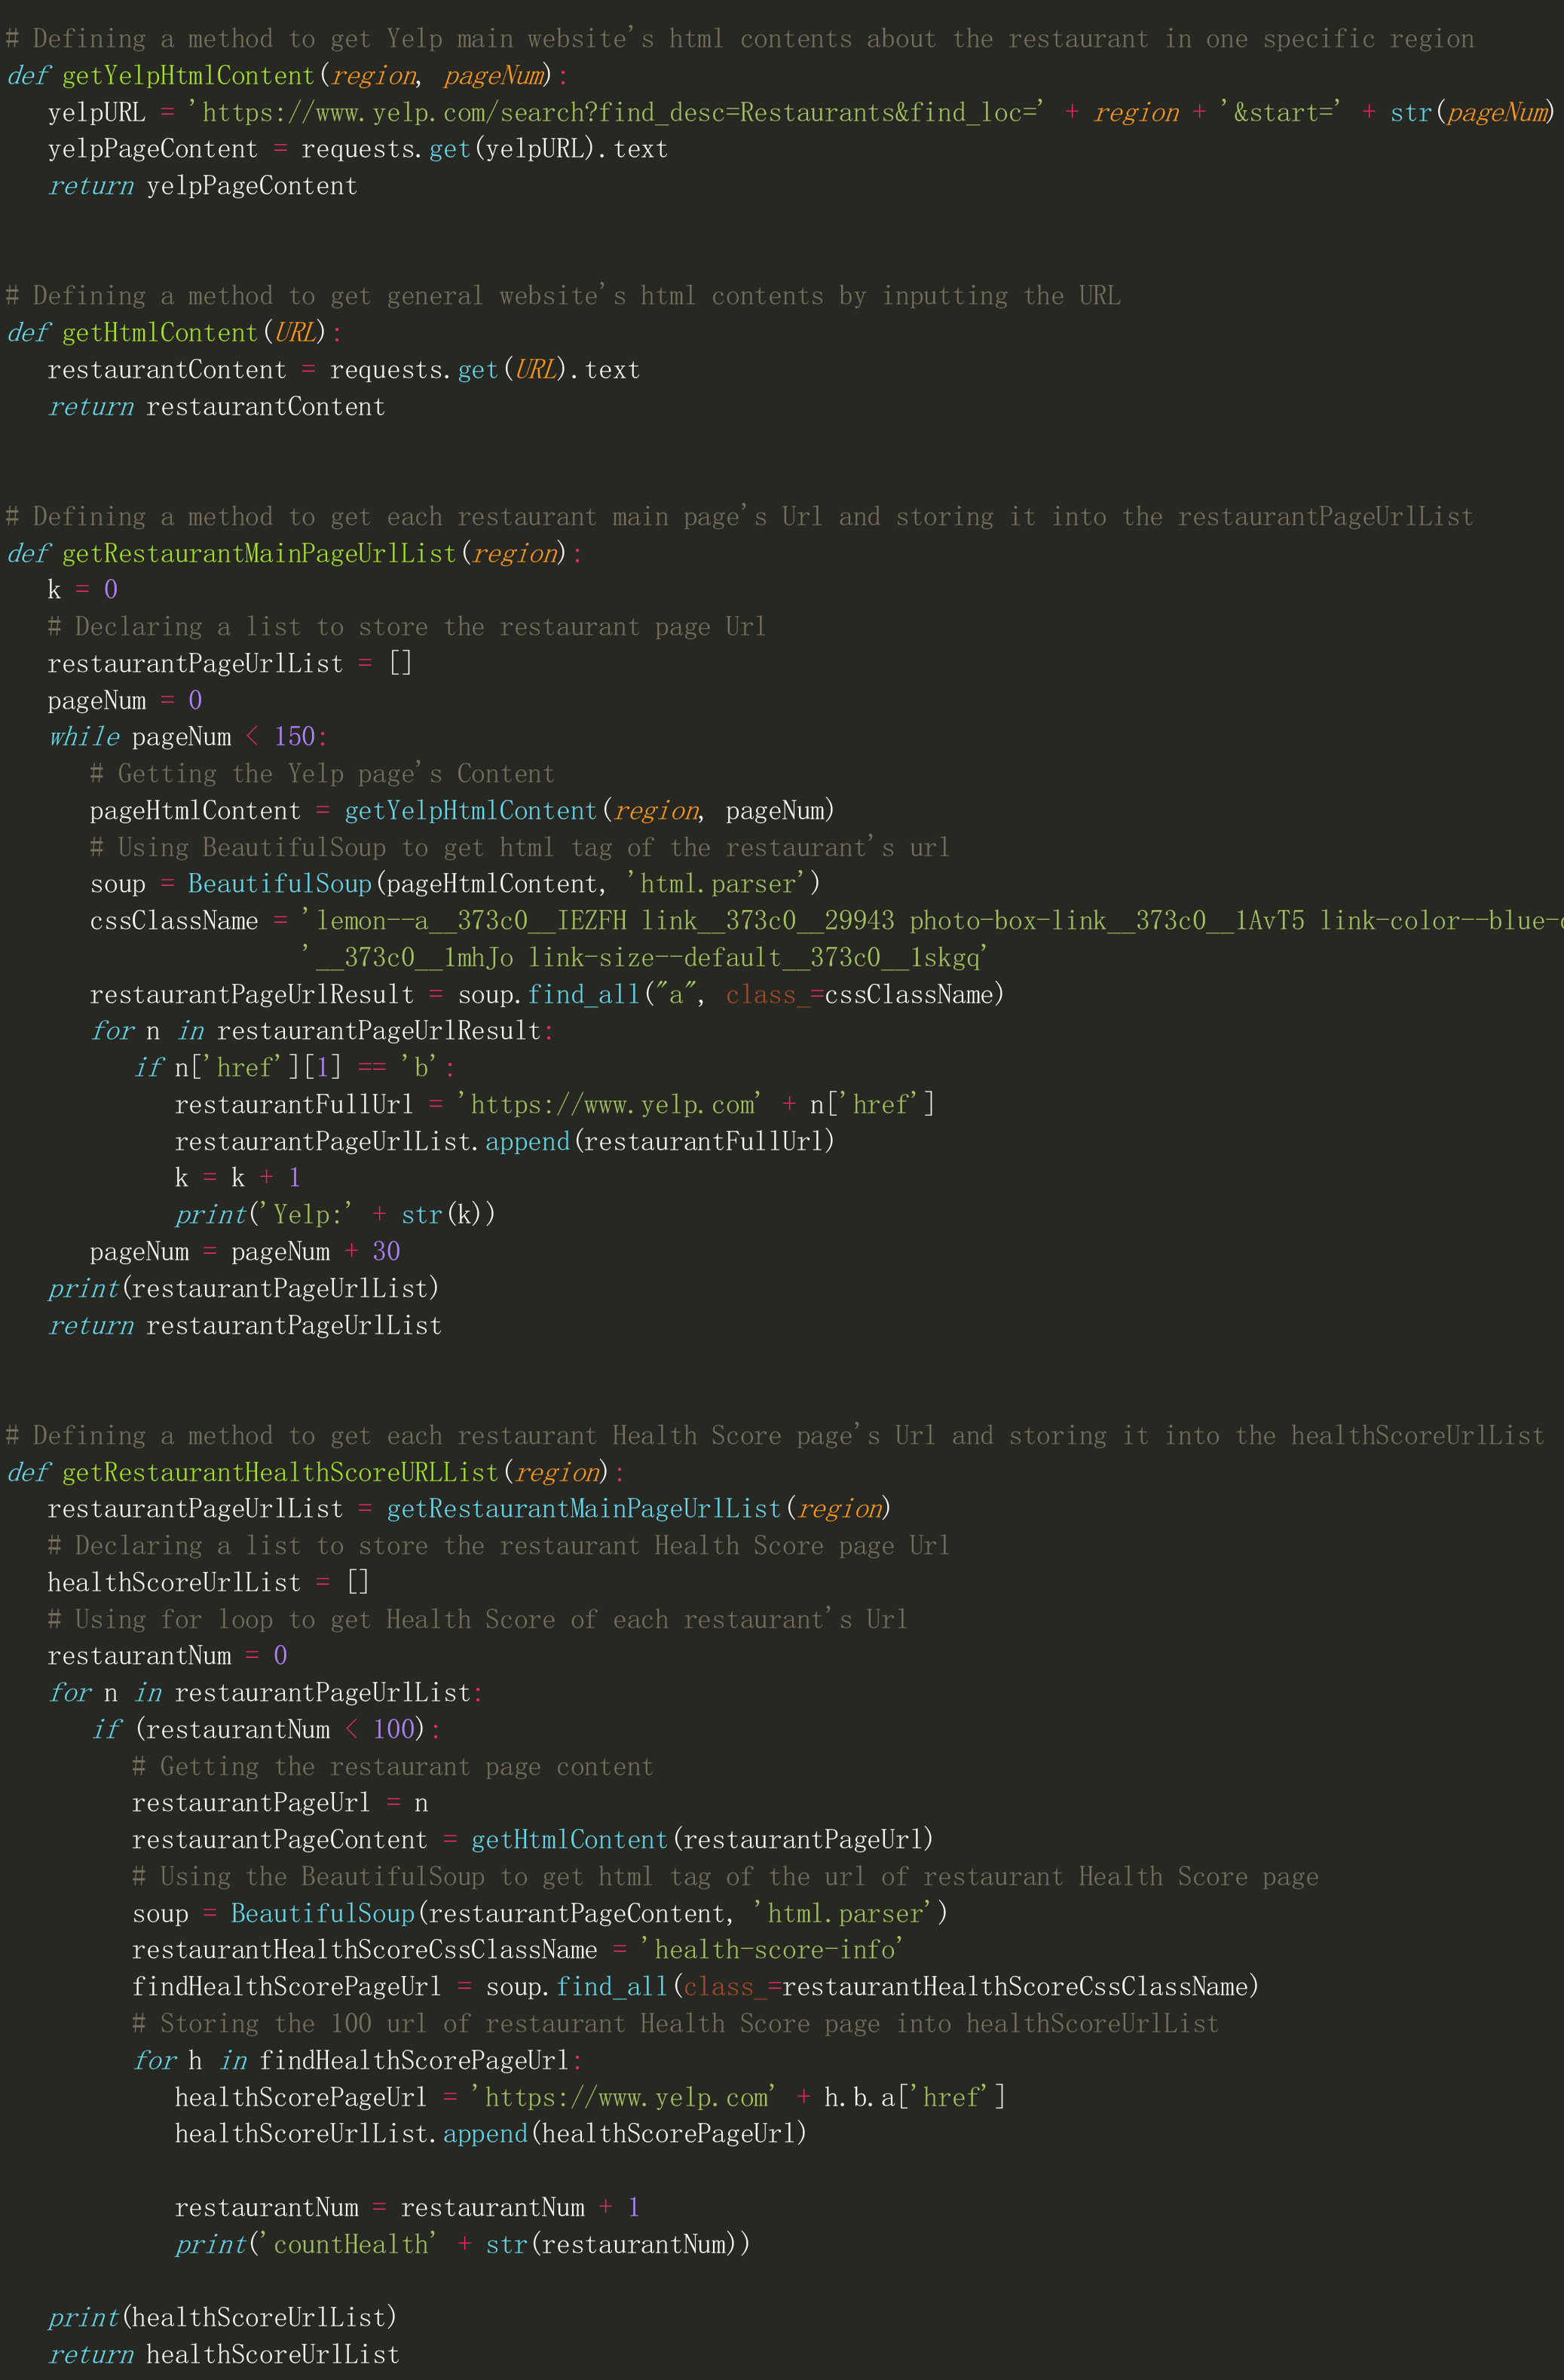 # Defining a method to get Yelp main website's html contents about the restaurant in one specific region
def getYelpHtmlContent(region, pageNum):
   yelpURL = 'https://www.yelp.com/search?find_desc=Restaurants&find_loc=' + region + '&start=' + str(pageNum)
   yelpPageContent = requests.get(yelpURL).text
   return yelpPageContent
# Defining a method to get general website's html contents by inputting the URL
def getHtmlContent(URL):
   restaurantContent = requests.get(URL).text
   return restaurantContent
# Defining a method to get each restaurant main page's Url and storing it into the restaurantPageUrlList
def getRestaurantMainPageUrlList(region):
   k = 0
   # Declaring a list to store the restaurant page Url
   restaurantPageUrlList = []
   pageNum = 0
   while pageNum < 150:
      # Getting the Yelp page's Content
      pageHtmlContent = getYelpHtmlContent(region, pageNum)
      # Using BeautifulSoup to get html tag of the restaurant's url
      soup = BeautifulSoup(pageHtmlContent, 'html.parser')
      cssClassName = 'lemon--a__373c0__IEZFH link__373c0__29943 photo-box-link__373c0__1AvT5 link-color--blue-
                     '__373c0__1mhJo link-size--default__373c0__1skgq'
      restaurantPageUrlResult = soup.find_all("a", class_=cssClassName)
      for n in restaurantPageUrlResult:
         if n['href'][1] == 'b':
            restaurantFullUrl = 'https://www.yelp.com' + n['href']
            restaurantPageUrlList.append(restaurantFullUrl)
            k = k + 1
            print('Yelp:' + str(k))
      pageNum = pageNum + 30
   print(restaurantPageUrlList)
   return restaurantPageUrlList
# Defining a method to get each restaurant Health Score page's Url and storing it into the healthScoreUrlList
def getRestaurantHealthScoreURLList(region):
   restaurantPageUrlList = getRestaurantMainPageUrlList(region)
   # Declaring a list to store the restaurant Health Score page Url
   healthScoreUrlList = []
   # Using for loop to get Health Score of each restaurant's Url
   restaurantNum = 0
   for n in restaurantPageUrlList:
      if (restaurantNum < 100):
         # Getting the restaurant page content
         restaurantPageUrl = n
         restaurantPageContent = getHtmlContent(restaurantPageUrl)
         # Using the BeautifulSoup to get html tag of the url of restaurant Health Score page
         soup = BeautifulSoup(restaurantPageContent, 'html.parser')
         restaurantHealthScoreCssClassName = 'health-score-info'
         findHealthScorePageUrl = soup.find_all(class_=restaurantHealthScoreCssClassName)
         # Storing the 100 url of restaurant Health Score page into healthScoreUrlList
         for h in findHealthScorePageUrl:
            healthScorePageUrl = 'https://www.yelp.com' + h.b.a['href']
            healthScoreUrlList.append(healthScorePageUrl)
            restaurantNum = restaurantNum + 1
            print('countHealth' + str(restaurantNum))
   print(healthScoreUrlList)
   return healthScoreUrlList